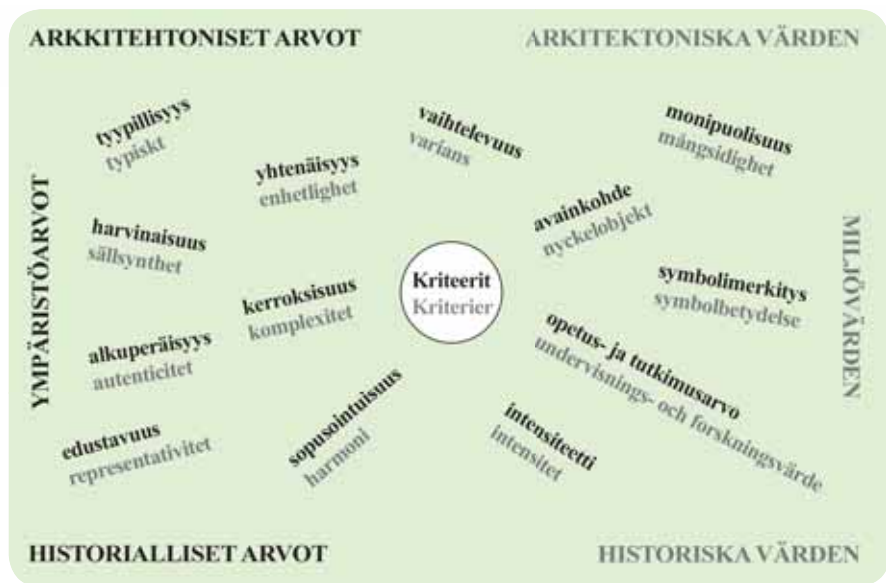 ARKKITEHTONISET ARVOT
ARKITEKTONISKA VÄRDEN
YMPÄRISTÖARVOT
MILJÖVÄRDEN
tyypillisyys
typiskt
yhtenäisyys
enhetlighet
vaihtelevuus
varians
monipuolisuus
mångsidighet
harvinaisuus
sällsynthet
avainkohde
nyckelobjekt
kerroksisuus
komplexitet
Kriteerit
Kriterier
symbolimerkitys
symbolbetydelse
alkuperäisyys
autenticitet
opetus- ja tutkimusarvo
undervisnings- och forskningsvärde
edustavuus
representativitet
sopusointuisuus
harmoni
intensiteetti
intensitet
HISTORIALLISET ARVOT
HISTORISKA VÄRDEN